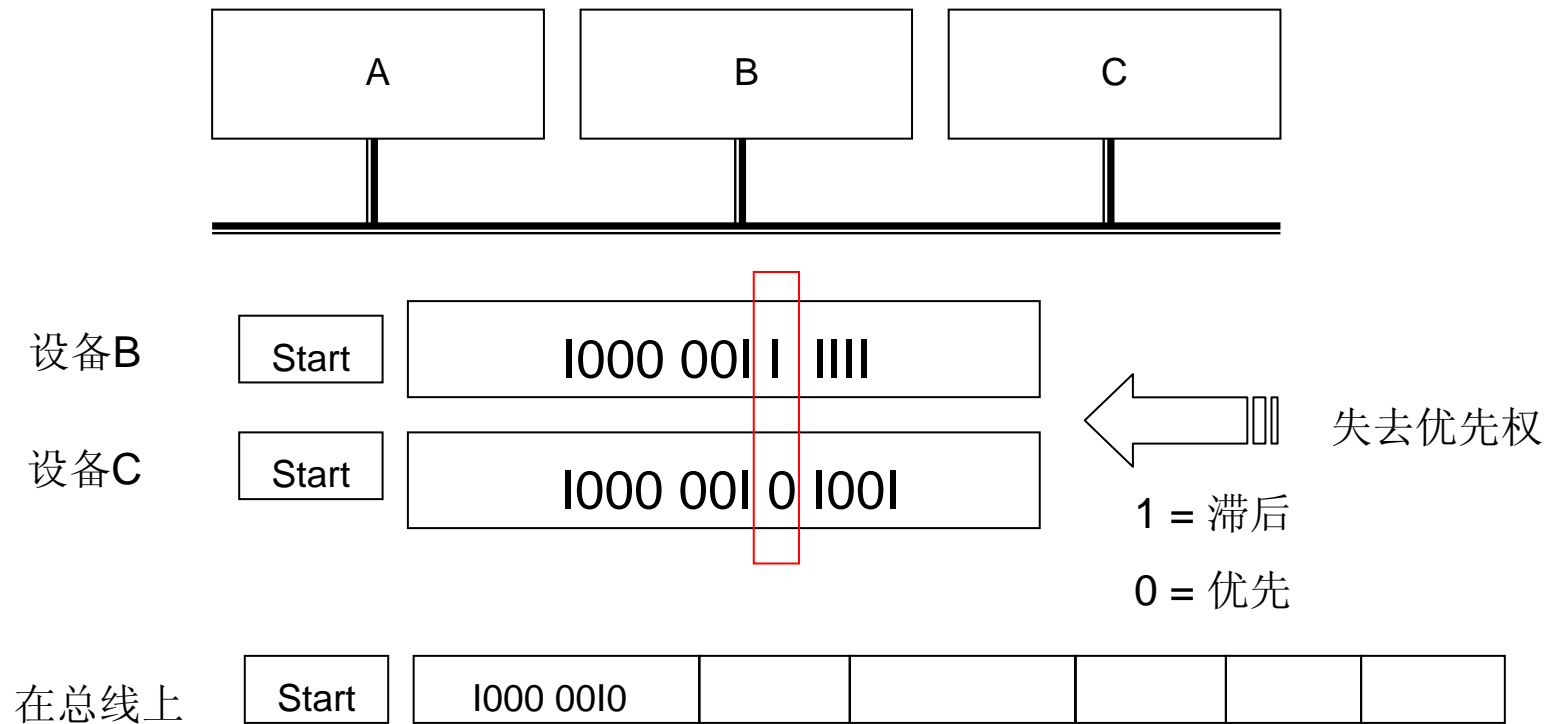 A B C
设备B Start I000 00I I IIII
设备C Start I000 00I 0 I00I
失去优先权
1 = 滞后
0 = 优先
在总线上 Start I000 00I0